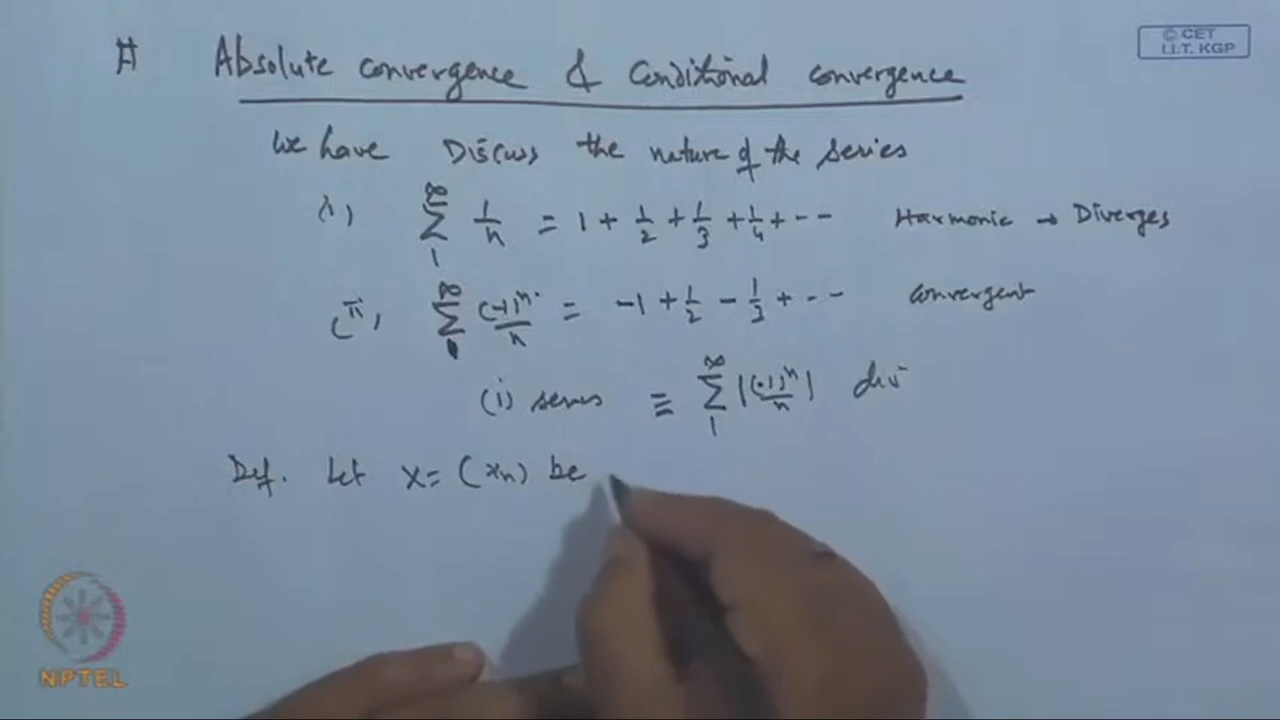 © CET
I.I.T. KGP
# Absolute convergence & Conditional convergence
We have Discuss the nature of the series
(i) ∑_1^∞ 1/n = 1 + 1/2 + 1/3 + 1/4 + -- Harmonic → Diverges
(ii) ∑_1^∞ (-1)^n/n = -1 + 1/2 - 1/3 + -- convergent
(i) series ≡ ∑_1^∞ |(-1)^n/n| div
Def. Let X = (xn) be
NPTEL